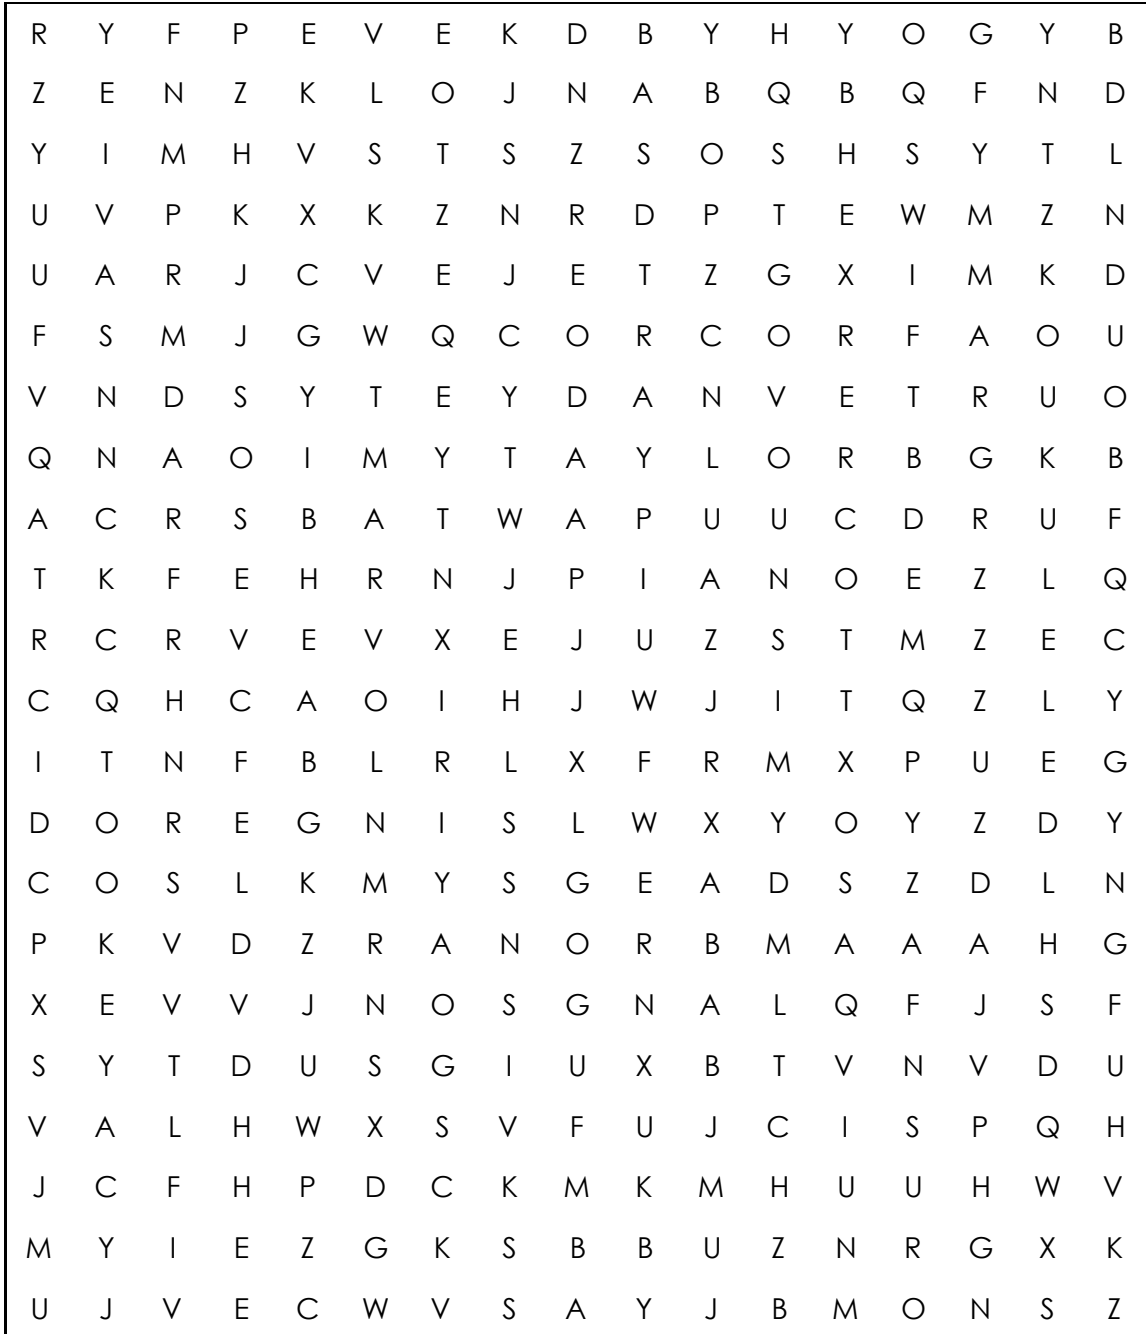 R Y F P E V E K D B Y H Y O G Y B
Z E N Z K L O J N A B Q B Q F N D
Y I M H V S T S Z S O S H S Y T L
U V P K X K Z N R D P T E W M Z N
U A R J C V E J E T Z G X I M K D
F S M J G W Q C O R C O R F A O U
V N D S Y T E Y D A N V E T R U O
Q N A O I M Y T A Y L O R B G K B
A C R S B A T W A P U U C D R U F
T K F E H R N J P I A N O E Z L Q
R C R V E V X E J U Z S T M Z E C
C Q H C A O I H J W J I T Q Z L Y
I T N F B L R L X F R M X P U E G
D O R E G N I S L W X Y O Y Z D Y
C O S L K M Y S G E A D S Z D L N
P K V D Z R A N O R B M A A A H G
X E V V J N O S G N A L Q F J S F
S Y T D U S G I U X B T V N V D U
V A L H W X S V F U J C I S P Q H
J C F H P D C K M K M H U U H W V
M Y I E Z G K S B B U Z N R G X K
U J V E C W V S A Y J B M O N S Z